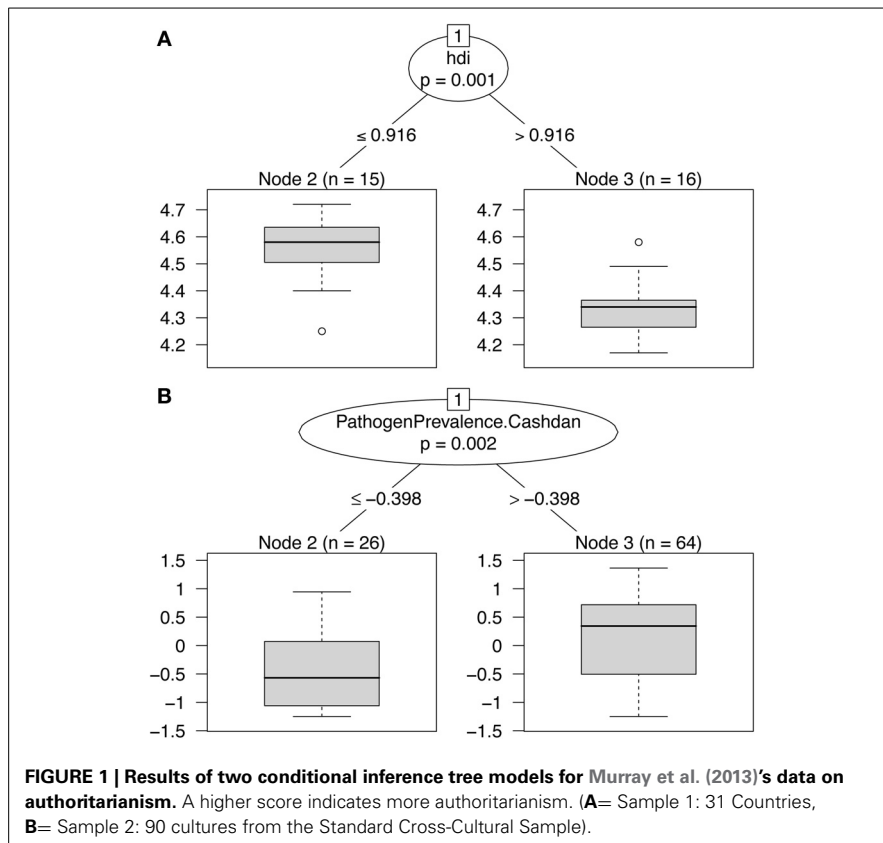 A
1
hdi
p = 0.001
≤ 0.916
> 0.916
Node 2 (n = 15)
4.7
4.6
4.5
4.4
4.3
4.2
Node 3 (n = 16)
4.7
4.6
4.5
4.4
4.3
4.2
B
1
PathogenPrevalence.Cashdan
p = 0.002
≤ −0.398
> −0.398
Node 2 (n = 26)
1.5
1
0.5
0
−0.5
−1
−1.5
Node 3 (n = 64)
1.5
1
0.5
0
−0.5
−1
−1.5
FIGURE 1 | Results of two conditional inference tree models for Murray et al. (2013)'s data on
authoritarianism. A higher score indicates more authoritarianism. (A= Sample 1: 31 Countries,
B= Sample 2: 90 cultures from the Standard Cross-Cultural Sample).